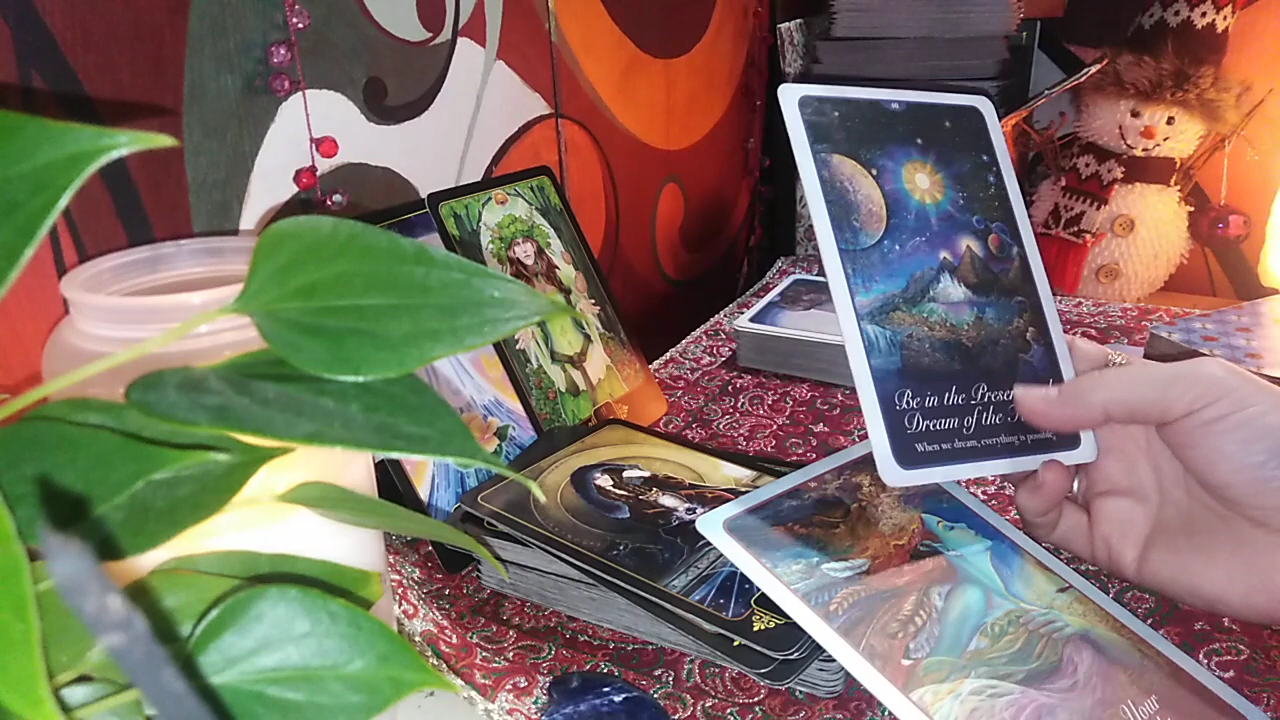 Be in the Present
Dream of the
When we dream, everything is possible.
Your